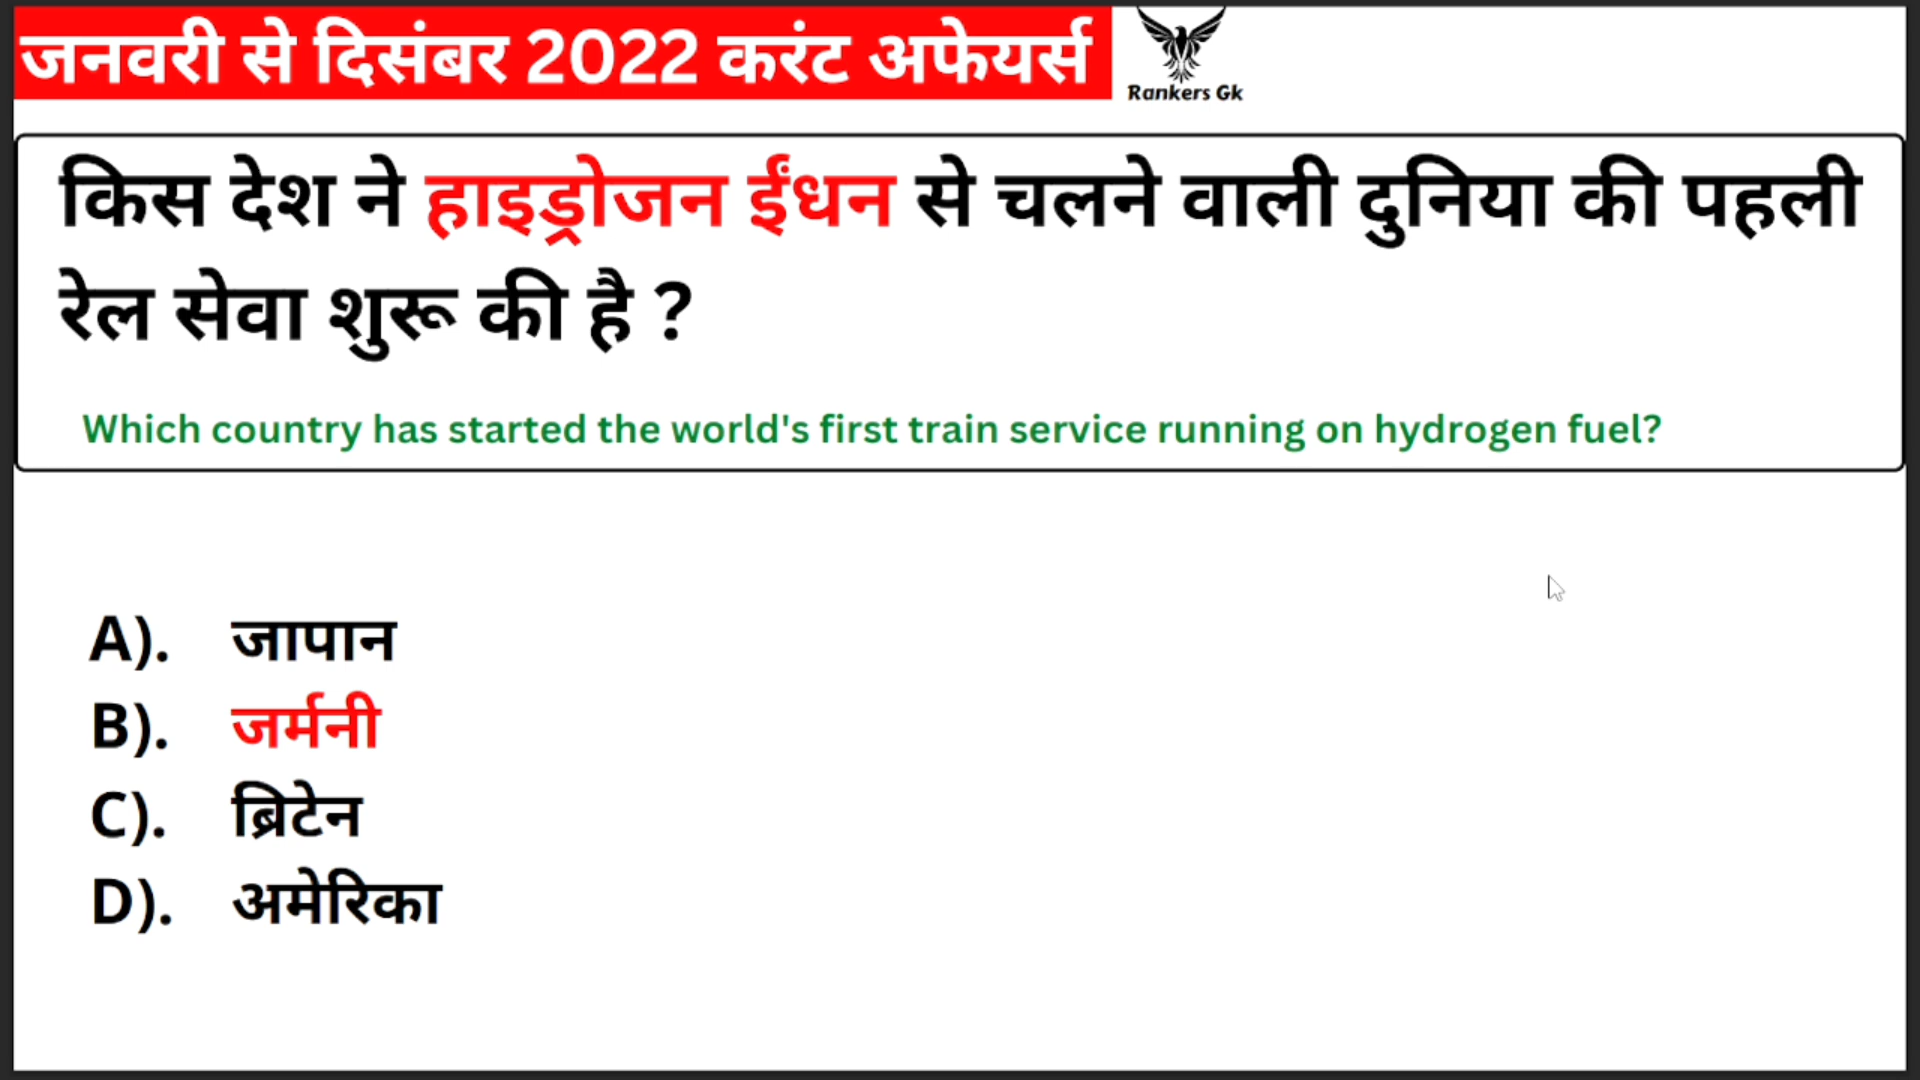 जनवरी से दिसंबर 2022 करंट अफेयर्स
Rankers Gk
किस देश ने हाइड्रोजन ईंधन से चलने वाली दुनिया की पहली
रेल सेवा शुरू की है ?
Which country has started the world's first train service running on hydrogen fuel?
A). जापान
B). जर्मनी
C). ब्रिटेन
D). अमेरिका